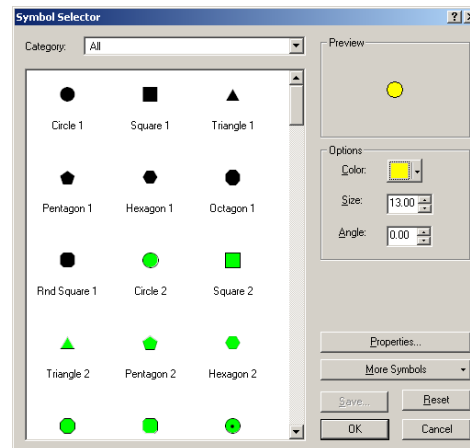 Symbol Selector
Category: All
Circle 1 Square 1 Triangle 1
Pentagon 1 Hexagon 1 Octagon 1
Rnd Square 1 Circle 2 Square 2
Triangle 2 Pentagon 2 Hexagon 2
Preview
Options
Color:
Size: 13.00
Angle: 0.00
Properties...
More Symbols
Save... Reset
OK Cancel